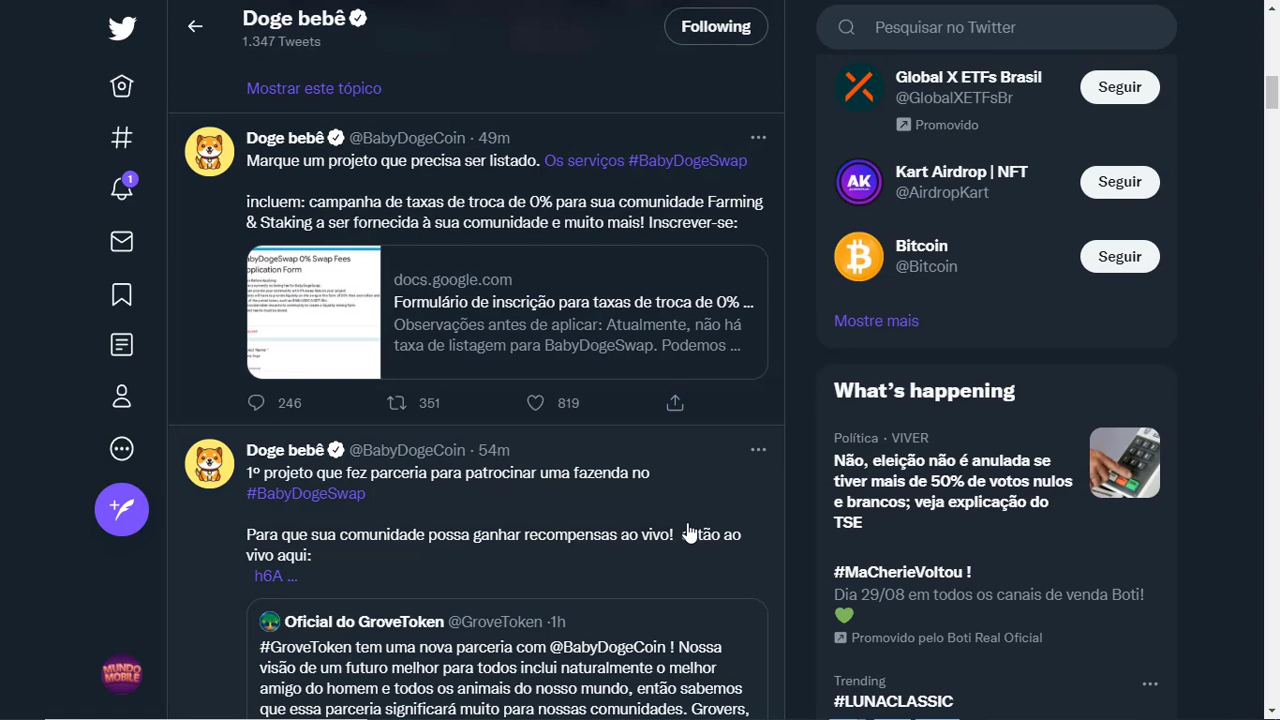 Doge bebê
1.347 Tweets
Following
Mostrar este tópico
Doge bebê @BabyDogeCoin · 49m
Marque um projeto que precisa ser listado. Os serviços #BabyDogeSwap
incluem: campanha de taxas de troca de 0% para sua comunidade Farming
& Staking a ser fornecida à sua comunidade e muito mais! Inscrever-se:
BabyDogeSwap 0% Swap Fees
docs.google.com
Formulário de inscrição para taxas de troca de 0% ...
Observações antes de aplicar: Atualmente, não há
taxa de listagem para BabyDogeSwap. Podemos ...
246 351 819
Doge bebê @BabyDogeCoin · 54m
1º projeto que fez parceria para patrocinar uma fazenda no
#BabyDogeSwap
Para que sua comunidade possa ganhar recompensas ao vivo! ao
vivo aqui:
h6A ...
Oficial do GroveToken @GroveToken ·1h
#GroveToken tem uma nova parceria com @BabyDogeCoin ! Nossa
visão de um futuro melhor para todos inclui naturalmente o melhor
amigo do homem e todos os animais do nosso mundo, então sabemos
que essa parceria significará muito para nossas comunidades. Grovers,
1
MUNDO
MOBILE
Pesquisar no Twitter
Global X ETFs Brasil
@GlobalXETFsBr
Seguir
Promovido
AK
Kart Airdrop | NFT
@AirdropKart
Seguir
Bitcoin
@Bitcoin
Seguir
Mostre mais
What's happening
Política · VIVER
Não, eleição não é anulada se
tiver mais de 50% de votos nulos
e brancos; veja explicação do
TSE
#MaCherieVoltou !
Dia 29/08 em todos os canais de venda Boti!
Promovido pelo Boti Real Oficial
Trending
#LUNACLASSIC